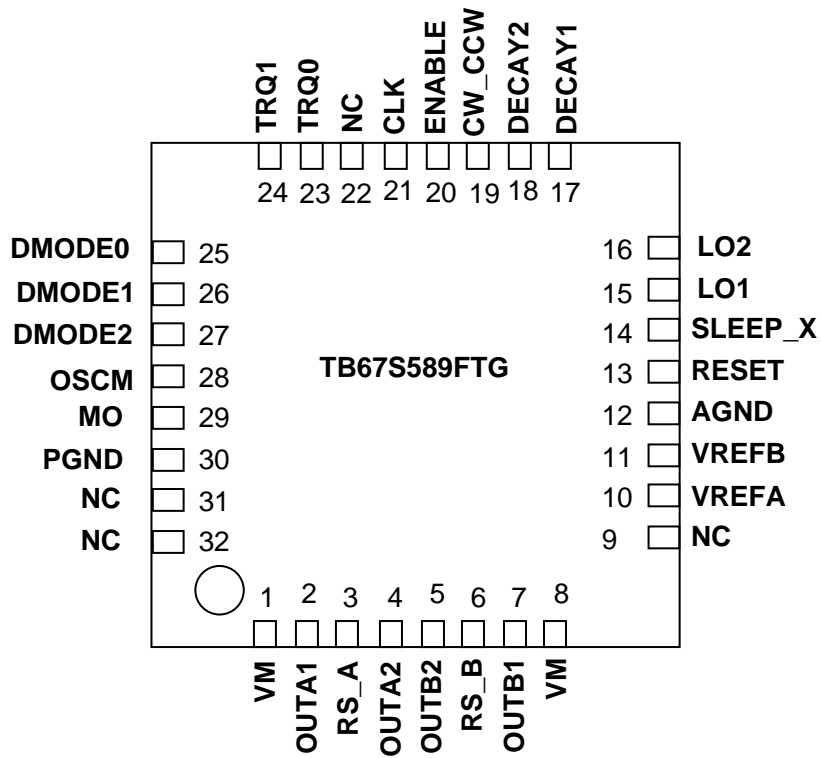 TRQ1 TRQ0 NC CLK ENABLE CW_CCW DECAY2 DECAY1
24 23 22 21 20 19 18 17
DMODE0 25
DMODE1 26
DMODE2 27
OSCM 28
MO 29
PGND 30
NC 31
NC 32
TB67S589FTG
16 LO2
15 LO1
14 SLEEP_X
13 RESET
12 AGND
11 VREFB
10 VREFA
9 NC
1 2 3 4 5 6 7 8
VM OUTA1 RS_A OUTA2 OUTB2 RS_B OUTB1 VM